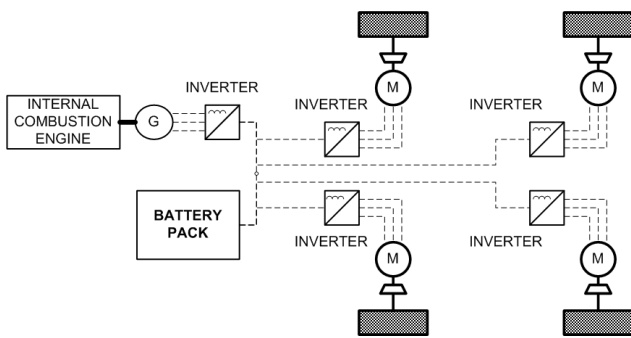 INVERTER
INTERNAL
COMBUSTION
ENGINE
G
M
M
INVERTER
INVERTER
BATTERY
PACK
INVERTER
INVERTER
M
M